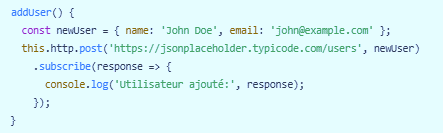 addUser() {
  const newUser = { name: 'John Doe', email: 'john@example.com' };
  this.http.post('https://jsonplaceholder.typicode.com/users', newUser)
    .subscribe(response => {
      console.log('Utilisateur ajouté:', response);
    });
}